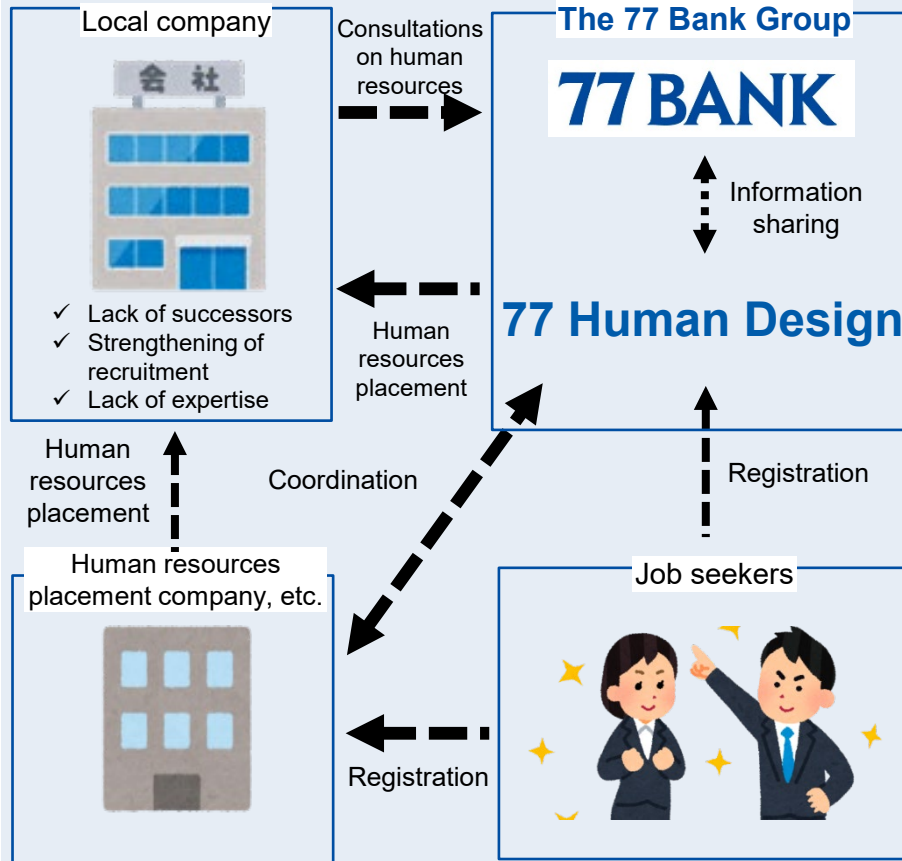 Local company
会社
✓ Lack of successors
✓ Strengthening of
recruitment
✓ Lack of expertise
Consultations
on human
resources
The 77 Bank Group
77 BANK
Information
sharing
77 Human Design
Human
resources
placement
Human
resources
placement
Coordination
Registration
Human resources
placement company, etc.
Job seekers
Registration